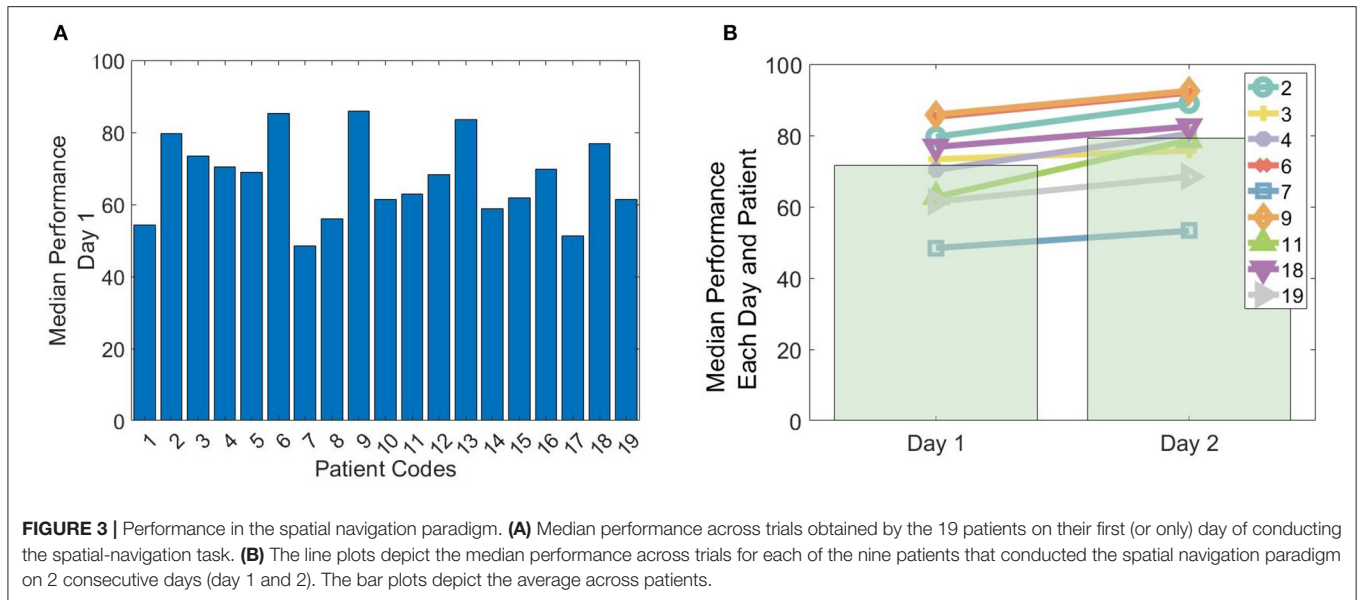 A
100
80
60
40
20
0
Median Performance
Day 1
1 2 3 4 5 6 7 8 9 10 11 12 13 14 15 16 17 18 19
Patient Codes
B
100
80
60
40
20
0
Median Performance
Each Day and Patient
Day 1 Day 2
2
3
4
6
7
9
11
18
19
FIGURE 3 | Performance in the spatial navigation paradigm. (A) Median performance across trials obtained by the 19 patients on their first (or only) day of conducting
the spatial-navigation task. (B) The line plots depict the median performance across trials for each of the nine patients that conducted the spatial navigation paradigm
on 2 consecutive days (day 1 and 2). The bar plots depict the average across patients.